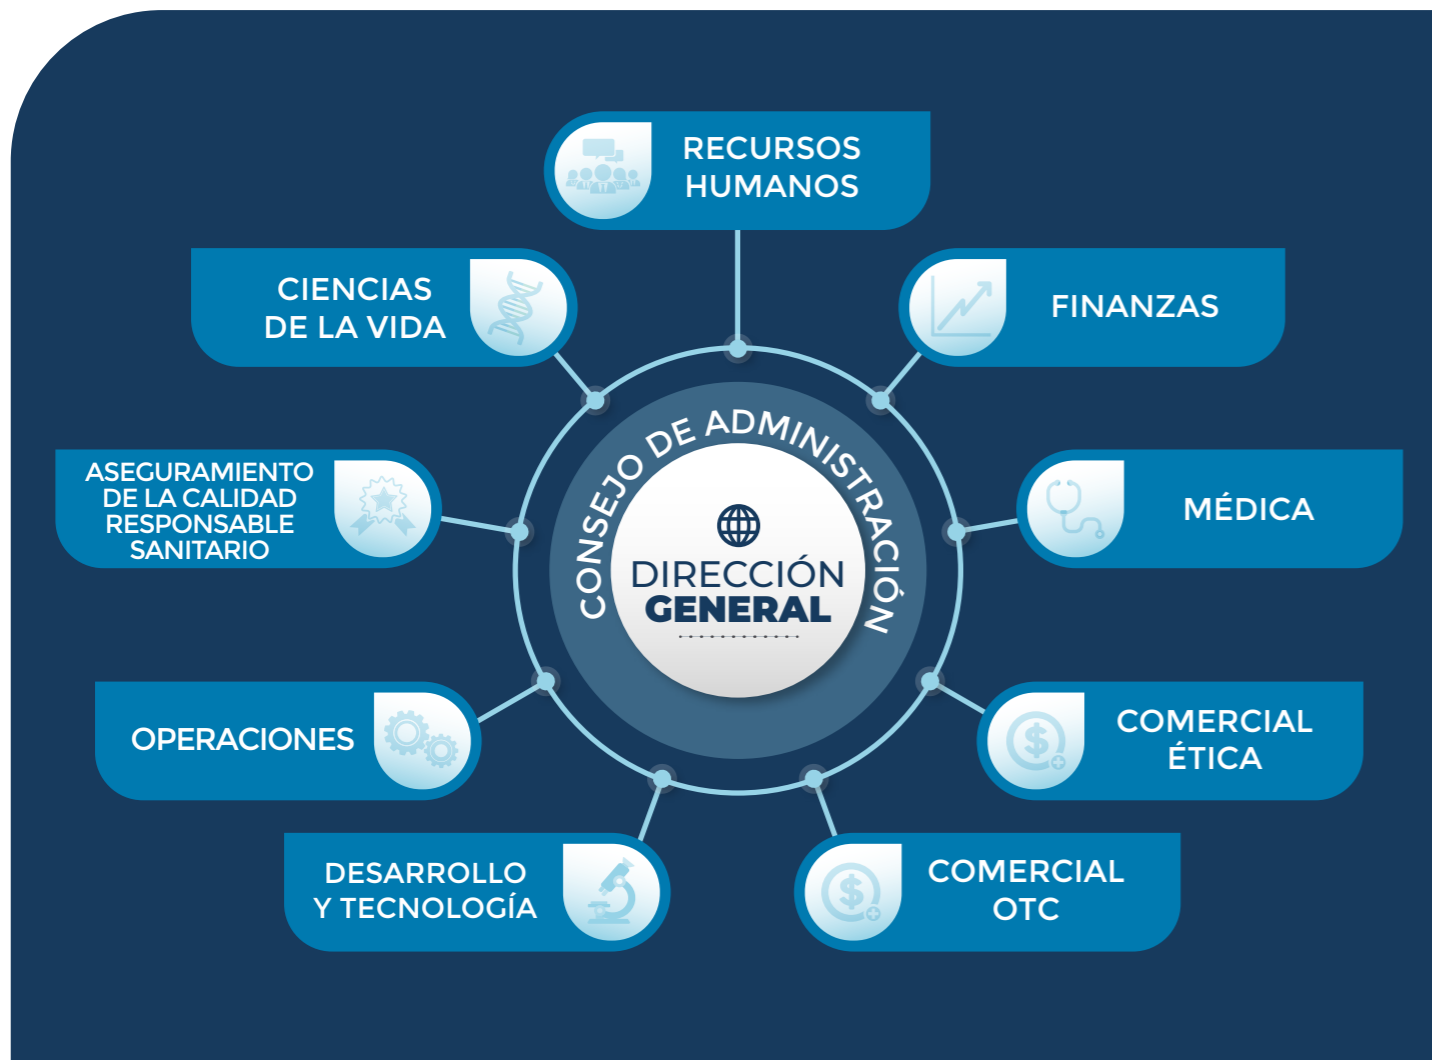 RECURSOS
HUMANOS
CIENCIAS
DE LA VIDA
FINANZAS
CONSEJO DE ADMINISTRACIÓN
ASEGURAMIENTO
DE LA CALIDAD
RESPONSABLE
SANITARIO
MÉDICA
DIRECCIÓN
GENERAL
OPERACIONES
COMERCIAL
ÉTICA
DESARROLLO
Y TECNOLOGÍA
COMERCIAL
OTC